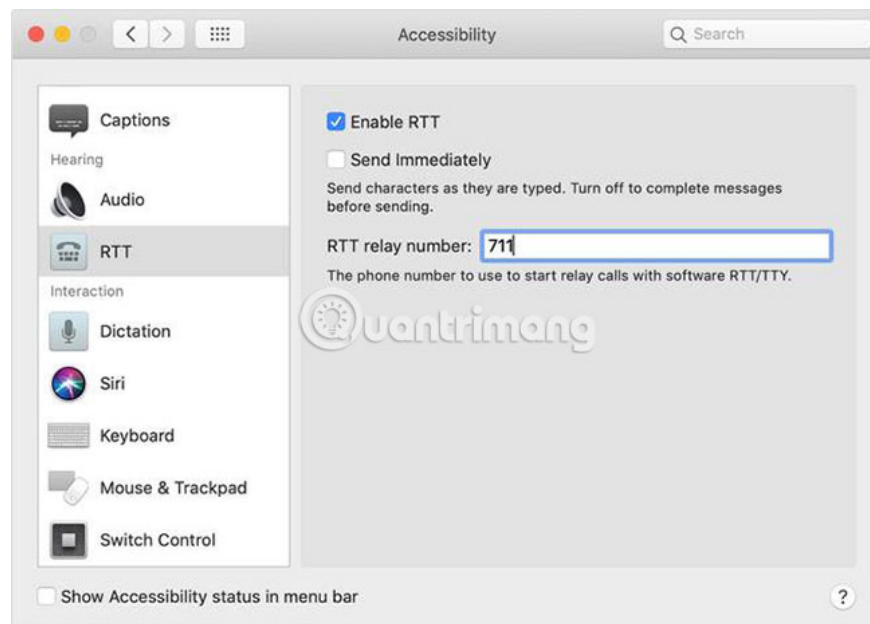 Accessibility
Search
Captions
Hearing
Audio
RTT
Interaction
Dictation
Siri
Keyboard
Mouse & Trackpad
Switch Control
Enable RTT
Send Immediately
Send characters as they are typed. Turn off to complete messages
before sending.
RTT relay number: 711
The phone number to use to start relay calls with software RTT/TTY.
Quantrimang
Show Accessibility status in menu bar
?